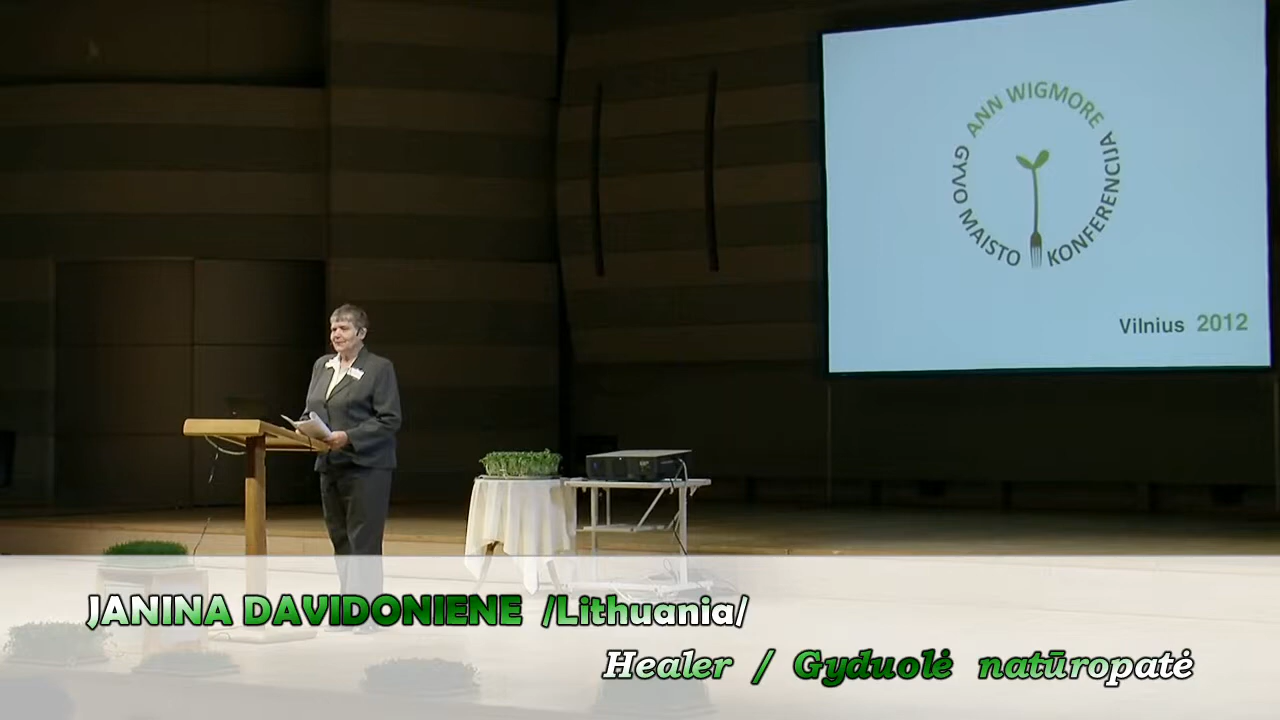 ANN WIGMORE
GYVO MAISTO KONFERENCIJA
Vilnius 2012
JANINA DAVIDONIENE /Lithuania/
Healer / Gyduolė natūropatė